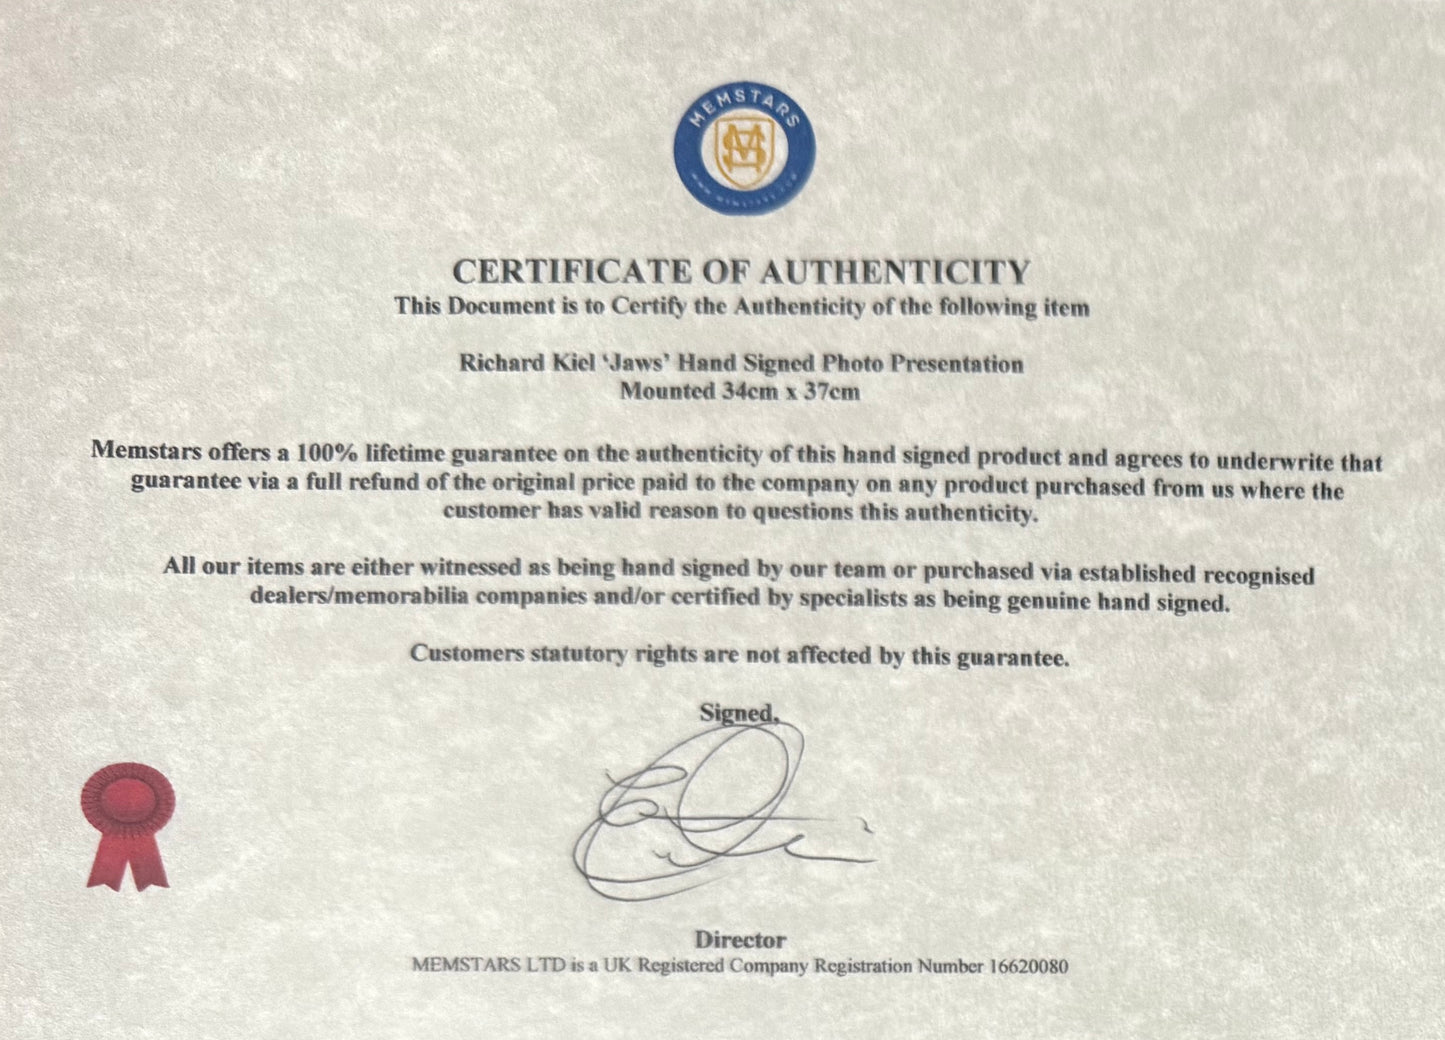 MEMSTARS
WWW.MEMSTARS.COM
CERTIFICATE OF AUTHENTICITY
This Document is to Certify the Authenticity of the following item
Richard Kiel ‘Jaws’ Hand Signed Photo Presentation
Mounted 34cm x 37cm
Memstars offers a 100% lifetime guarantee on the authenticity of this hand signed product and agrees to underwrite that
guarantee via a full refund of the original price paid to the company on any product purchased from us where the
customer has valid reason to questions this authenticity.
All our items are either witnessed as being hand signed by our team or purchased via established recognised
dealers/memorabilia companies and/or certified by specialists as being genuine hand signed.
Customers statutory rights are not affected by this guarantee.
Signed,
Director
MEMSTARS LTD is a UK Registered Company Registration Number 16620080